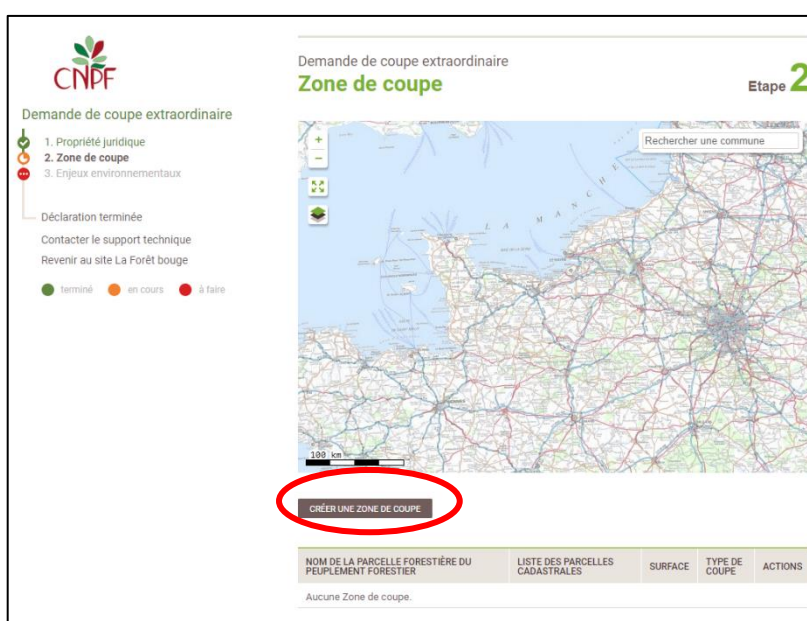 CNPF
Demande de coupe extraordinaire
1. Propriété juridique
2. Zone de coupe
3. Enjeux environnementaux
Déclaration terminée
Contacter le support technique
Revenir au site La Forêt bouge
terminé en cours à faire
Demande de coupe extraordinaire
Zone de coupe
Etape 2
+
−
Rechercher une commune
LA MANCHE
100 km
CRÉER UNE ZONE DE COUPE
NOM DE LA PARCELLE FORESTIÈRE DU
PEUPLEMENT FORESTIER
LISTE DES PARCELLES
CADASTRALES
SURFACE
TYPE DE
COUPE
ACTIONS
Aucune Zone de coupe.